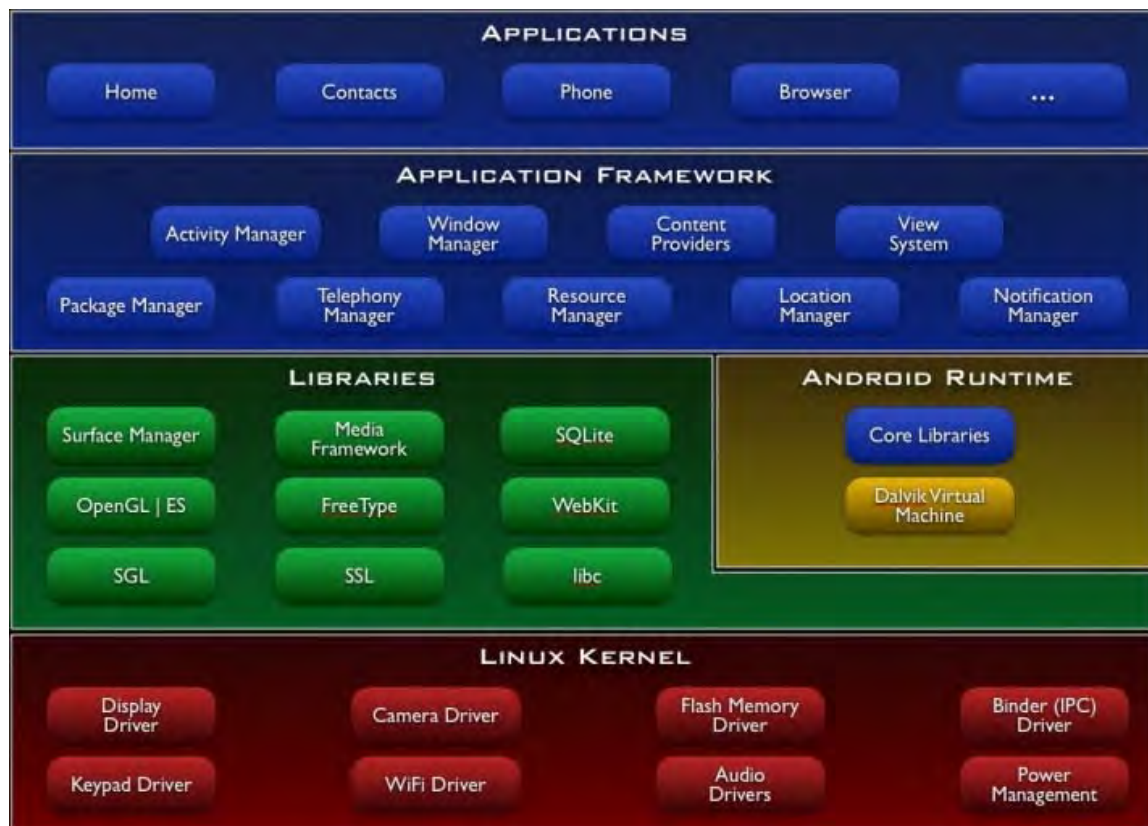 APPLICATIONS
Home
Contacts
Phone
Browser
...
APPLICATION FRAMEWORK
Activity Manager
Window
Manager
Content
Providers
View
System
Package Manager
Telephony
Manager
Resource
Manager
Location
Manager
Notification
Manager
LIBRARIES
Surface Manager
Media
Framework
SQLite
OpenGL | ES
FreeType
WebKit
SGL
SSL
libc
ANDROID RUNTIME
Core Libraries
Dalvik Virtual
Machine
LINUX KERNEL
Display
Driver
Camera Driver
Flash Memory
Driver
Binder (IPC)
Driver
Keypad Driver
WiFi Driver
Audio
Drivers
Power
Management